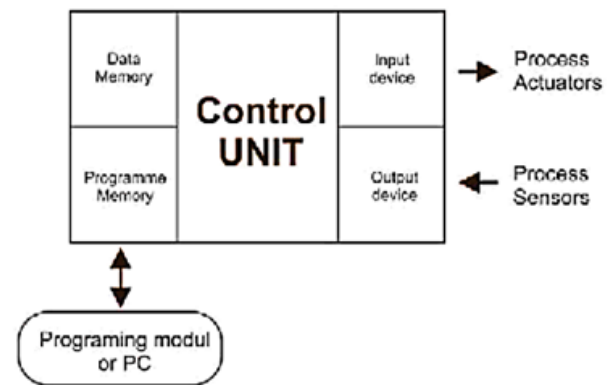 Data
Memory
Programme
Memory
Control
UNIT
Input
device
Output
device
Process
Actuators
Process
Sensors
Programing modul
or PC